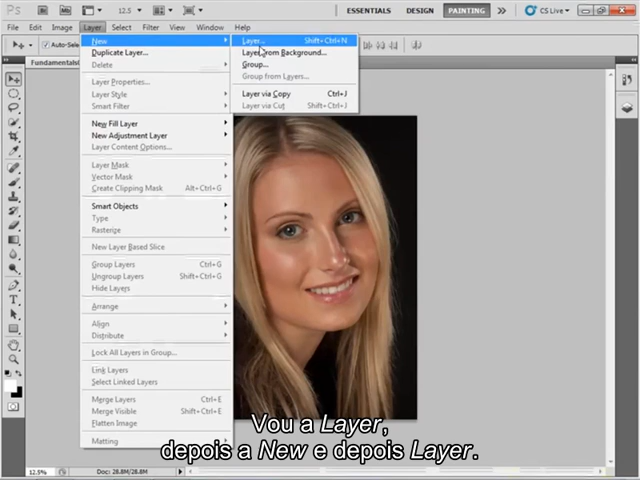 Ps
12.5
ESSENTIALS
DESIGN
PAINTING
CS Live
File
Edit
Image
Layer
Select
Filter
View
Window
Help
Auto-Sele
Fundamentals
New
Duplicate Layer...
Delete
Layer Properties...
Layer Style
Smart Filter
New Fill Layer
New Adjustment Layer
Layer Content Options...
Layer Mask
Vector Mask
Create Clipping Mask Alt+Ctrl+G
Smart Objects
Type
Rasterize
New Layer Based Slice
Group Layers Ctrl+G
Ungroup Layers Shift+Ctrl+G
Hide Layers
Arrange
Align
Distribute
Lock All Layers in Group...
Link Layers
Select Linked Layers
Merge Layers Ctrl+E
Merge Visible Shift+Ctrl+E
Flatten Image
Matting
Layer... Shift+Ctrl+N
Layer from Background...
Group...
Group from Layers...
Layer via Copy Ctrl+J
Layer via Cut Shift+Ctrl+J
Vou a Layer,
depois a New e depois Layer.
12.5%
Doc: 28.8M/28.8M